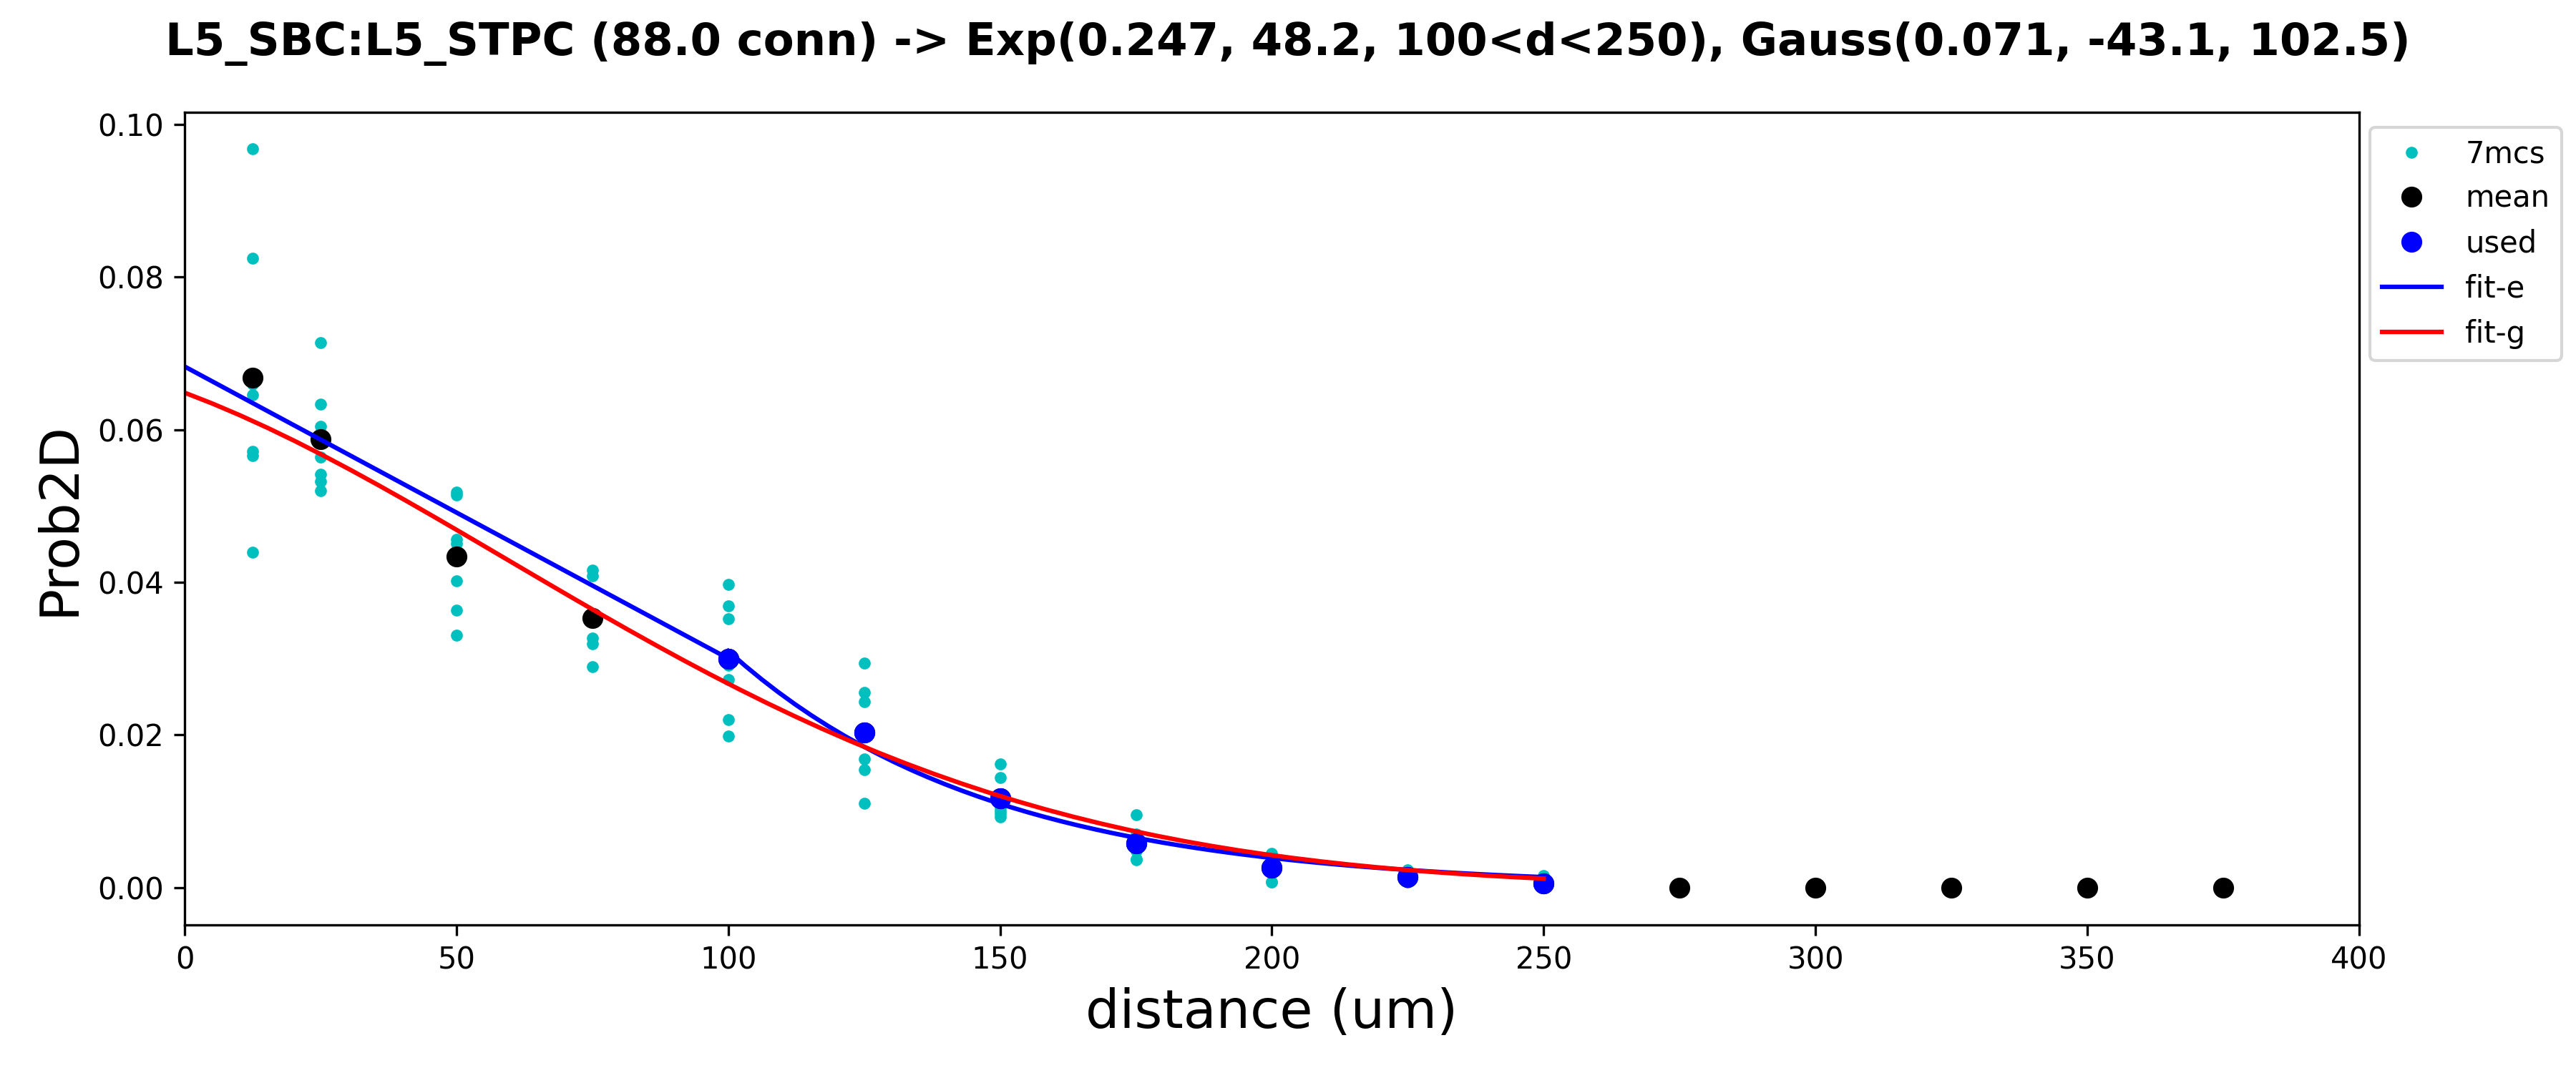 L5_SBC:L5_STPC (88.0 conn) -> Exp(0.247, 48.2, 100<d<250), Gauss(0.071, -43.1, 102.5)
0.10
0.08
0.06
0.04
0.02
0.00
Prob2D
0 50 100 150 200 250 300 350 400
distance (um)
7mcs
mean
used
fit-e
fit-g